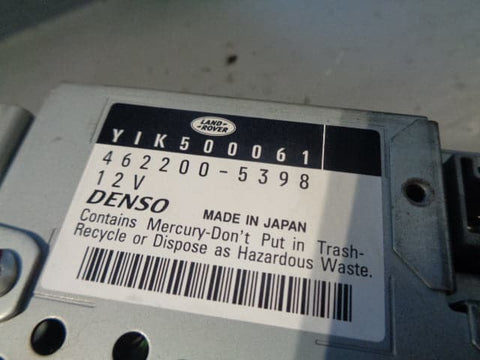 LAND-
ROVER
YIK500061
462200-5398
12V
DENSO MADE IN JAPAN
Contains Mercury-Don't Put in Trash-
Recycle or Dispose as Hazardous Waste.